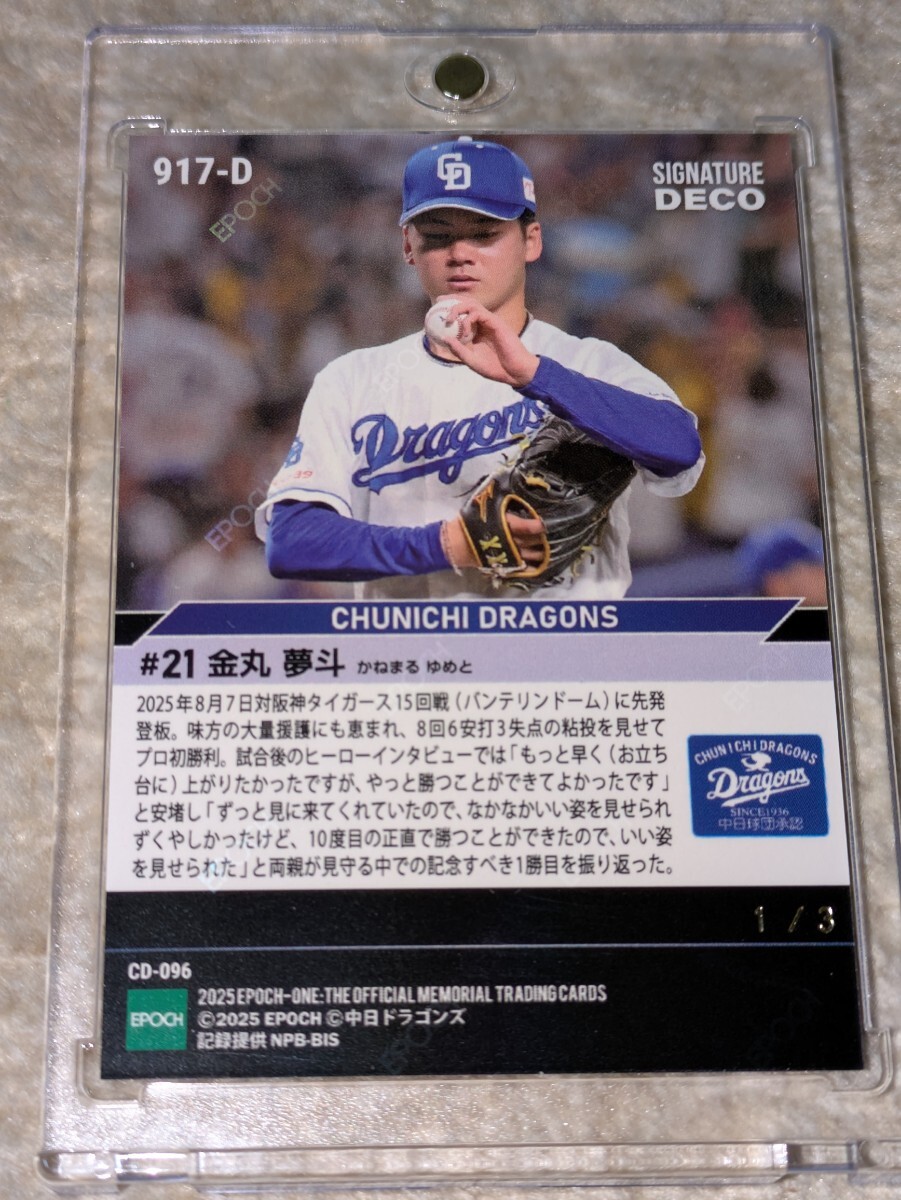 917-D
SIGNATURE
DECO
EPOCH
Dragons
39
EPOCH
CHUNICHI DRAGONS
#21 金丸 夢斗 かねまる ゆめと
2025年8月7日対阪神タイガース15回戦(バンテリンドーム)に先発
登板。味方の大量援護にも恵まれ、8回6安打3失点の粘投を見せて
プロ初勝利。試合後のヒーローインタビューでは「もっと早く(お立ち
台に)上がりたかったですが、やっと勝つことができてよかったです」
と安堵し「ずっと見に来てくれていたので、なかなかいい姿を見せられ
ずくやしかったけど、10度目の正直で勝つことができたので、いい姿
を見せられた」と両親が見守る中での記念すべき1勝目を振り返った。
CHUNICHI DRAGONS
Dragons
SINCE1936
中日球団承認
1 / 3
CD-096
EPOCH
2025 EPOCH-ONE:THE OFFICIAL MEMORIAL TRADING CARDS
©2025 EPOCH ©中日ドラゴンズ
記録提供 NPB-BIS